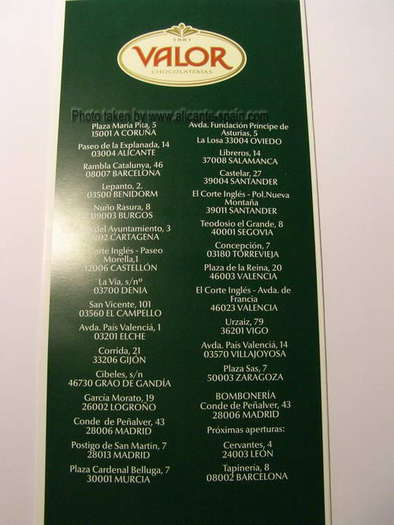 1881
VALOR
CHOCOLATERÍAS
Photo taken by www.alicante-spain.com
Plaza María Pita,
15001 A CORUÑA
Paseo de la Explanada, 14
03004 ALICANTE
Rambla Catalunya, 46
08007 BARCELONA
Lepanto, 2,
03500 BENIDORM
Nuño Rasura, 8
09003 BURGOS
del Ayuntamiento, 3
CARTAGENA
Corte Inglés - Paseo
Morella,1
12006 CASTELLÓN
La Vía, s/nº
03700 DENIA
San Vicente, 101
03560 EL CAMPELLO
Avda. País Valenciá, 1
03201 ELCHE
Corrida, 21
33206 GIJÓN
Cibeles, s/n
46730 GRAO DE GANDÍA
García Morato, 19
26002 LOGROÑO
Conde de Peñalver, 43
28006 MADRID
Postigo de San Martín, 7
28013 MADRID
Plaza Cardenal Belluga, 7
30001 MURCIA
Avda. Fundación Príncipe de
Asturias, 5
La Losa 33004 OVIEDO
Libreros, 14
37008 SALAMANCA
Castelar, 27
39004 SANTANDER
El Corte Inglés - Pol.Nueva
Montaña
39011 SANTANDER
Teodosio el Grande, 8
40001 SEGOVIA
Concepción, 7
03180 TORREVIEJA
Plaza de la Reina, 20
46003 VALENCIA
El Corte Inglés - Avda. de
Francia
46023 VALENCIA
Urzaiz, 79
36201 VIGO
Avda. País Valenciá, 14
03570 VILLAJOYOSA
Plaza Sas, 7
50003 ZARAGOZA
BOMBONERÍA
Conde de Peñalver, 43
28006 MADRID
Próximas aperturas:
Cervantes, 4
24003 LEÓN
Tapinería, 8
08002 BARCELONA